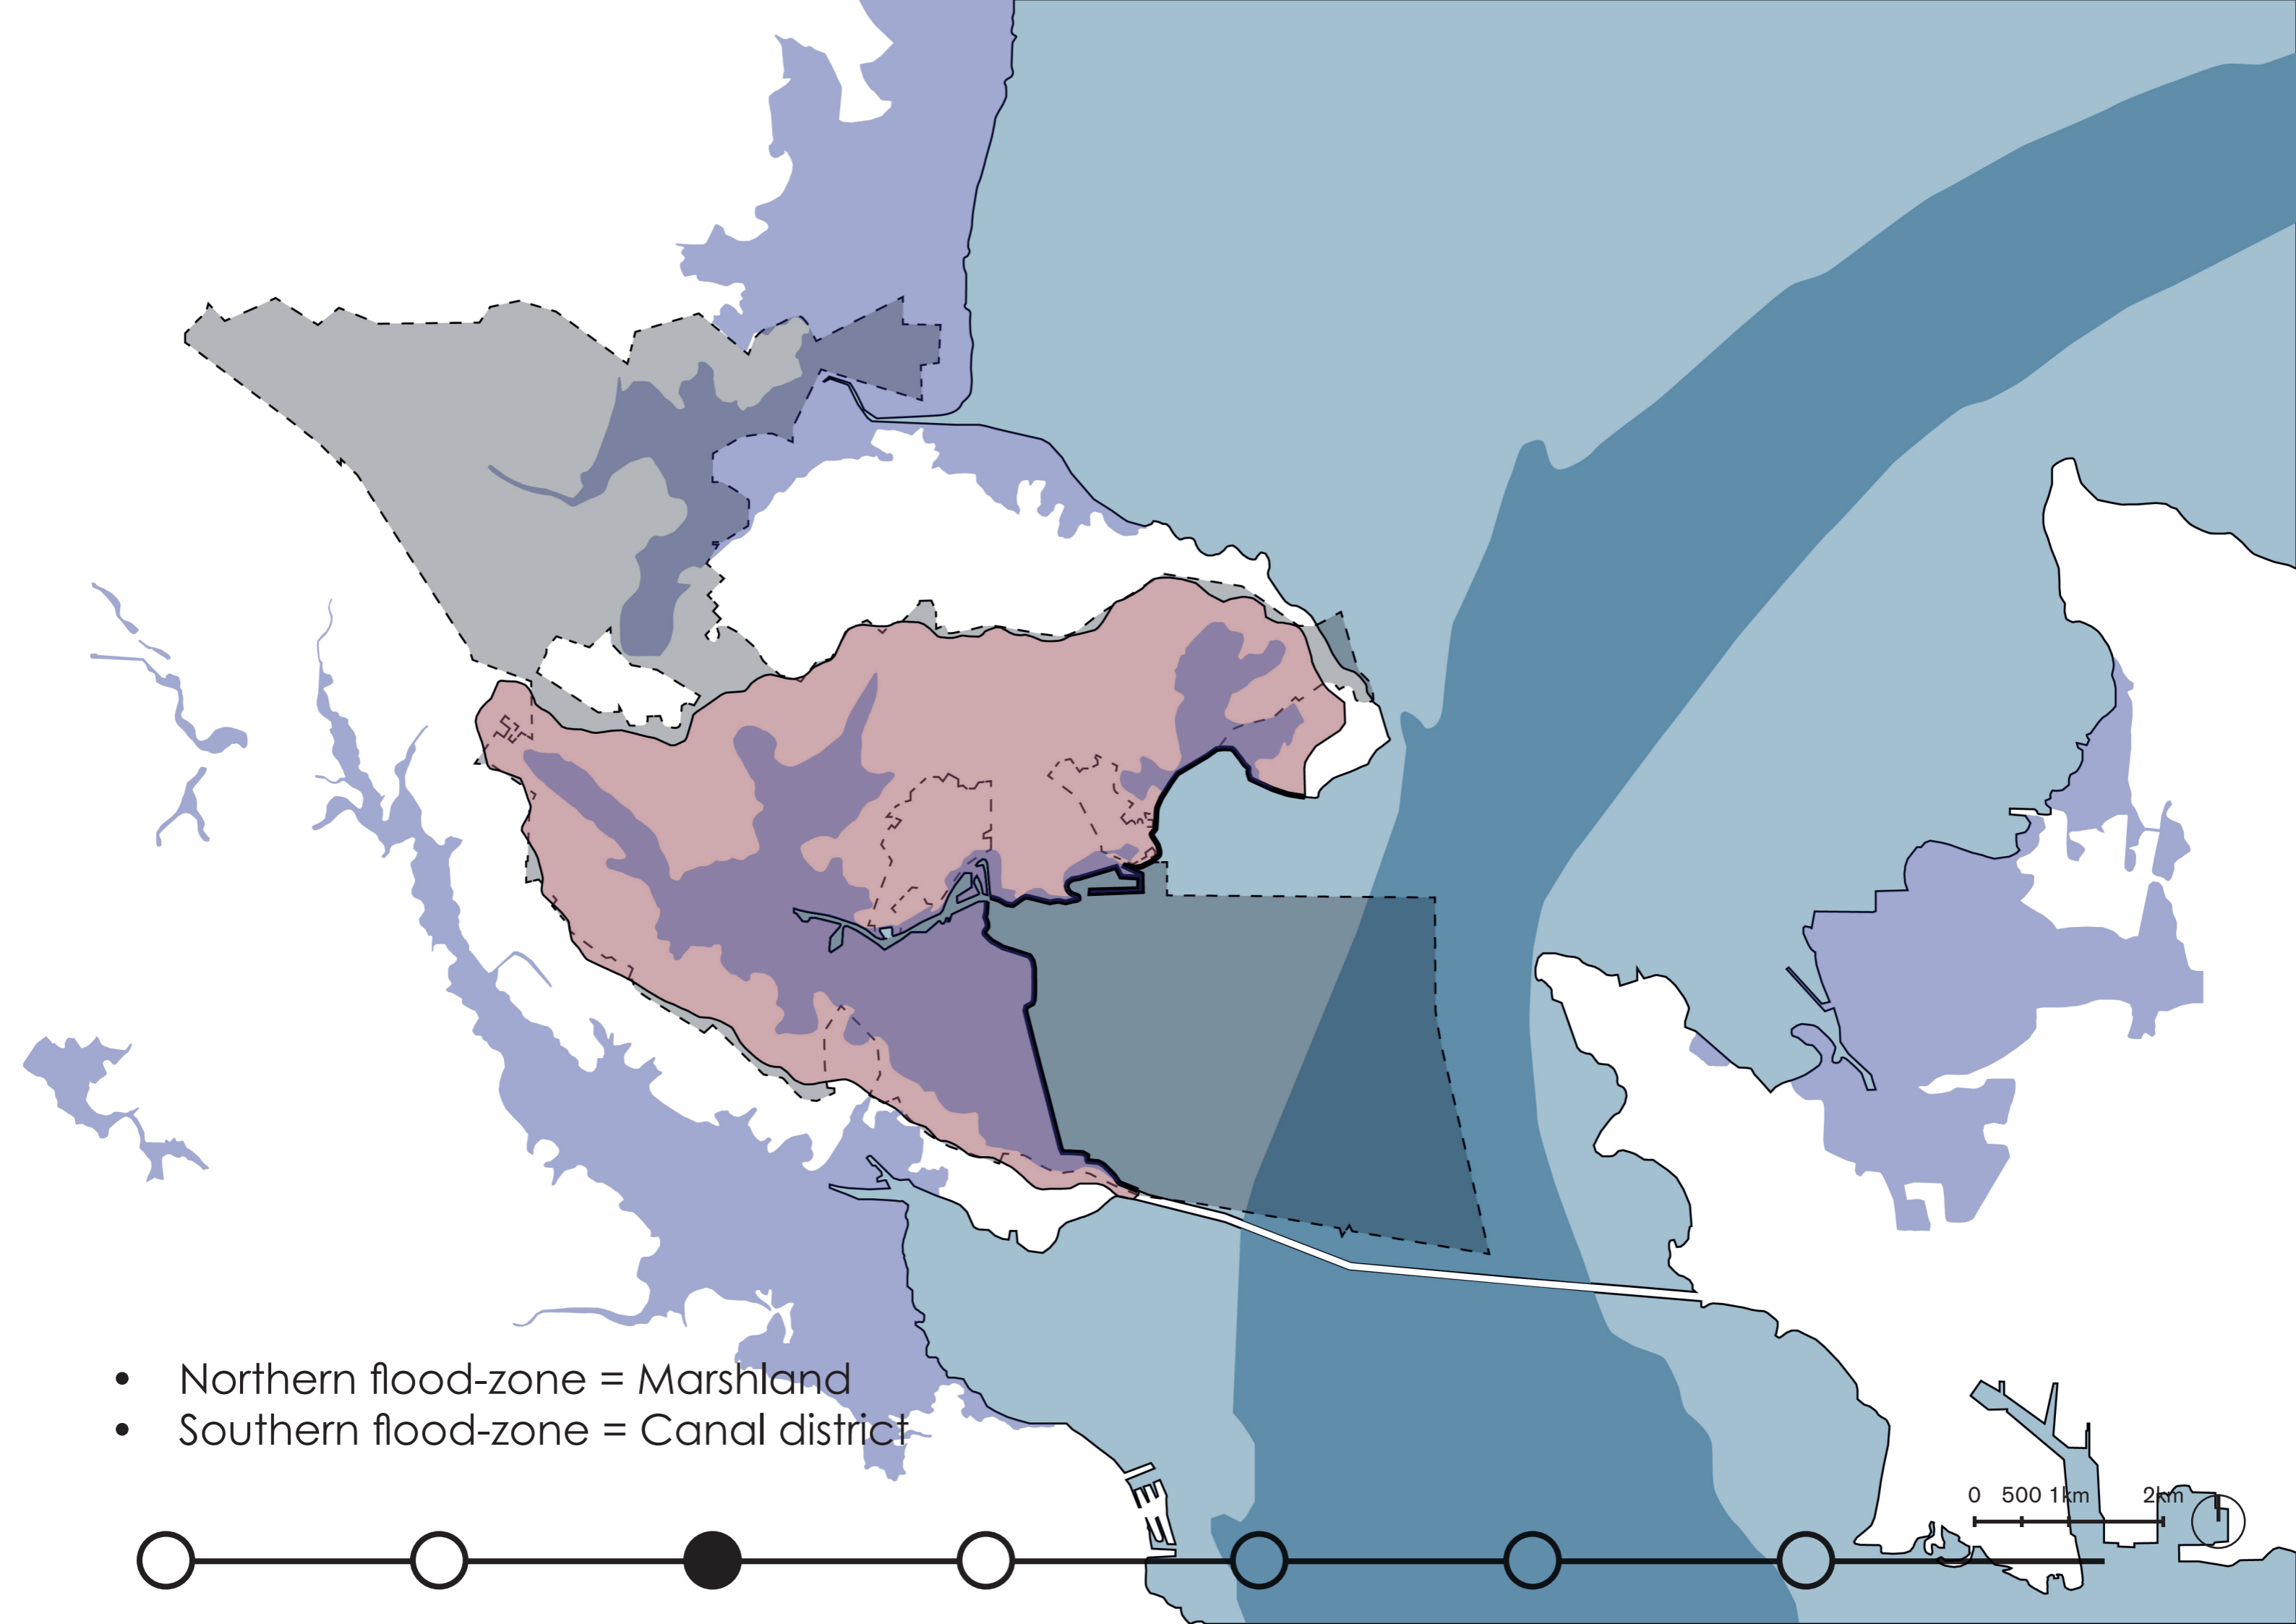 • Northern flood-zone = Marshland
• Southern flood-zone = Canal district
0 500 1km 2km